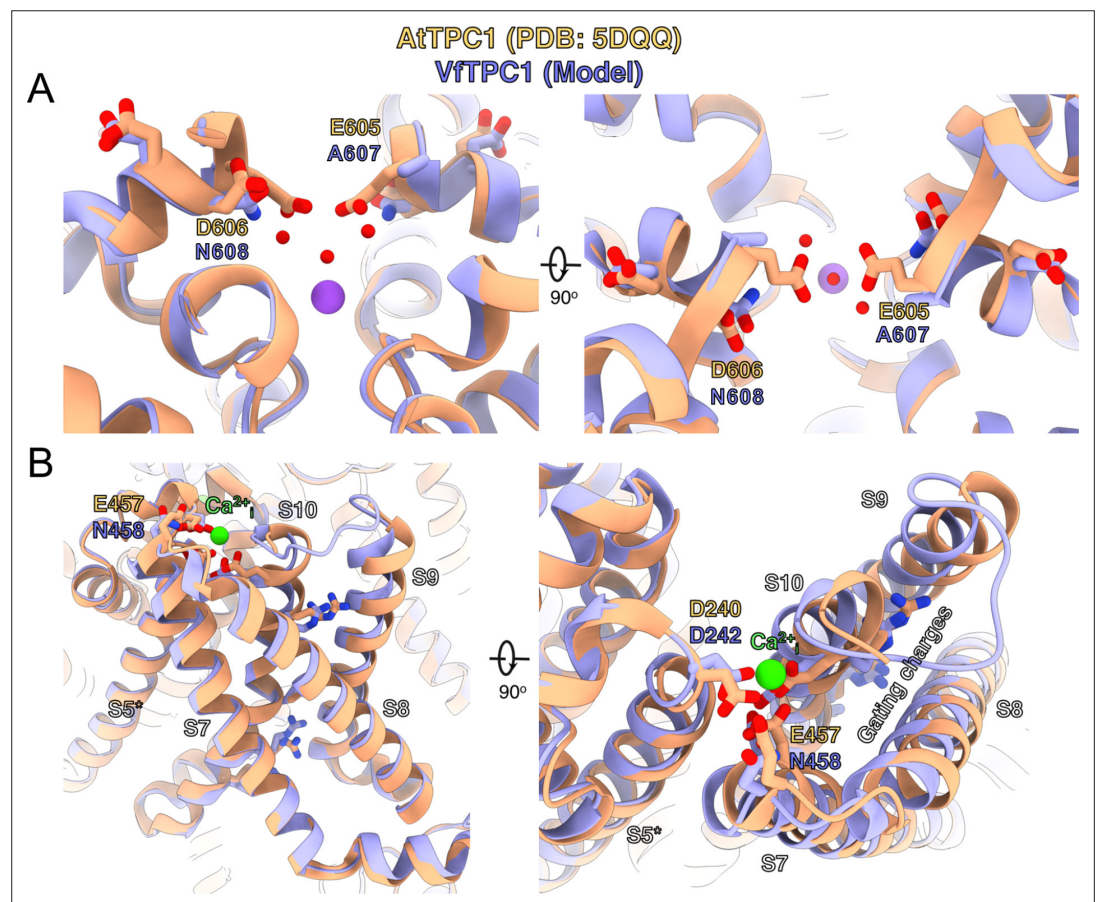 AtTPC1 (PDB: 5DQQ)
VfTPC1 (Model)
A
E605
A607
D606
N608
90°
E605
A607
D606
N608
B
E457
N458
Ca²⁺i
S10
S9
S5*
S7
S8
90°
S9
S10
D240
D242
Ca²⁺i
Gating charges
S8
E457
N458
S5*
S7